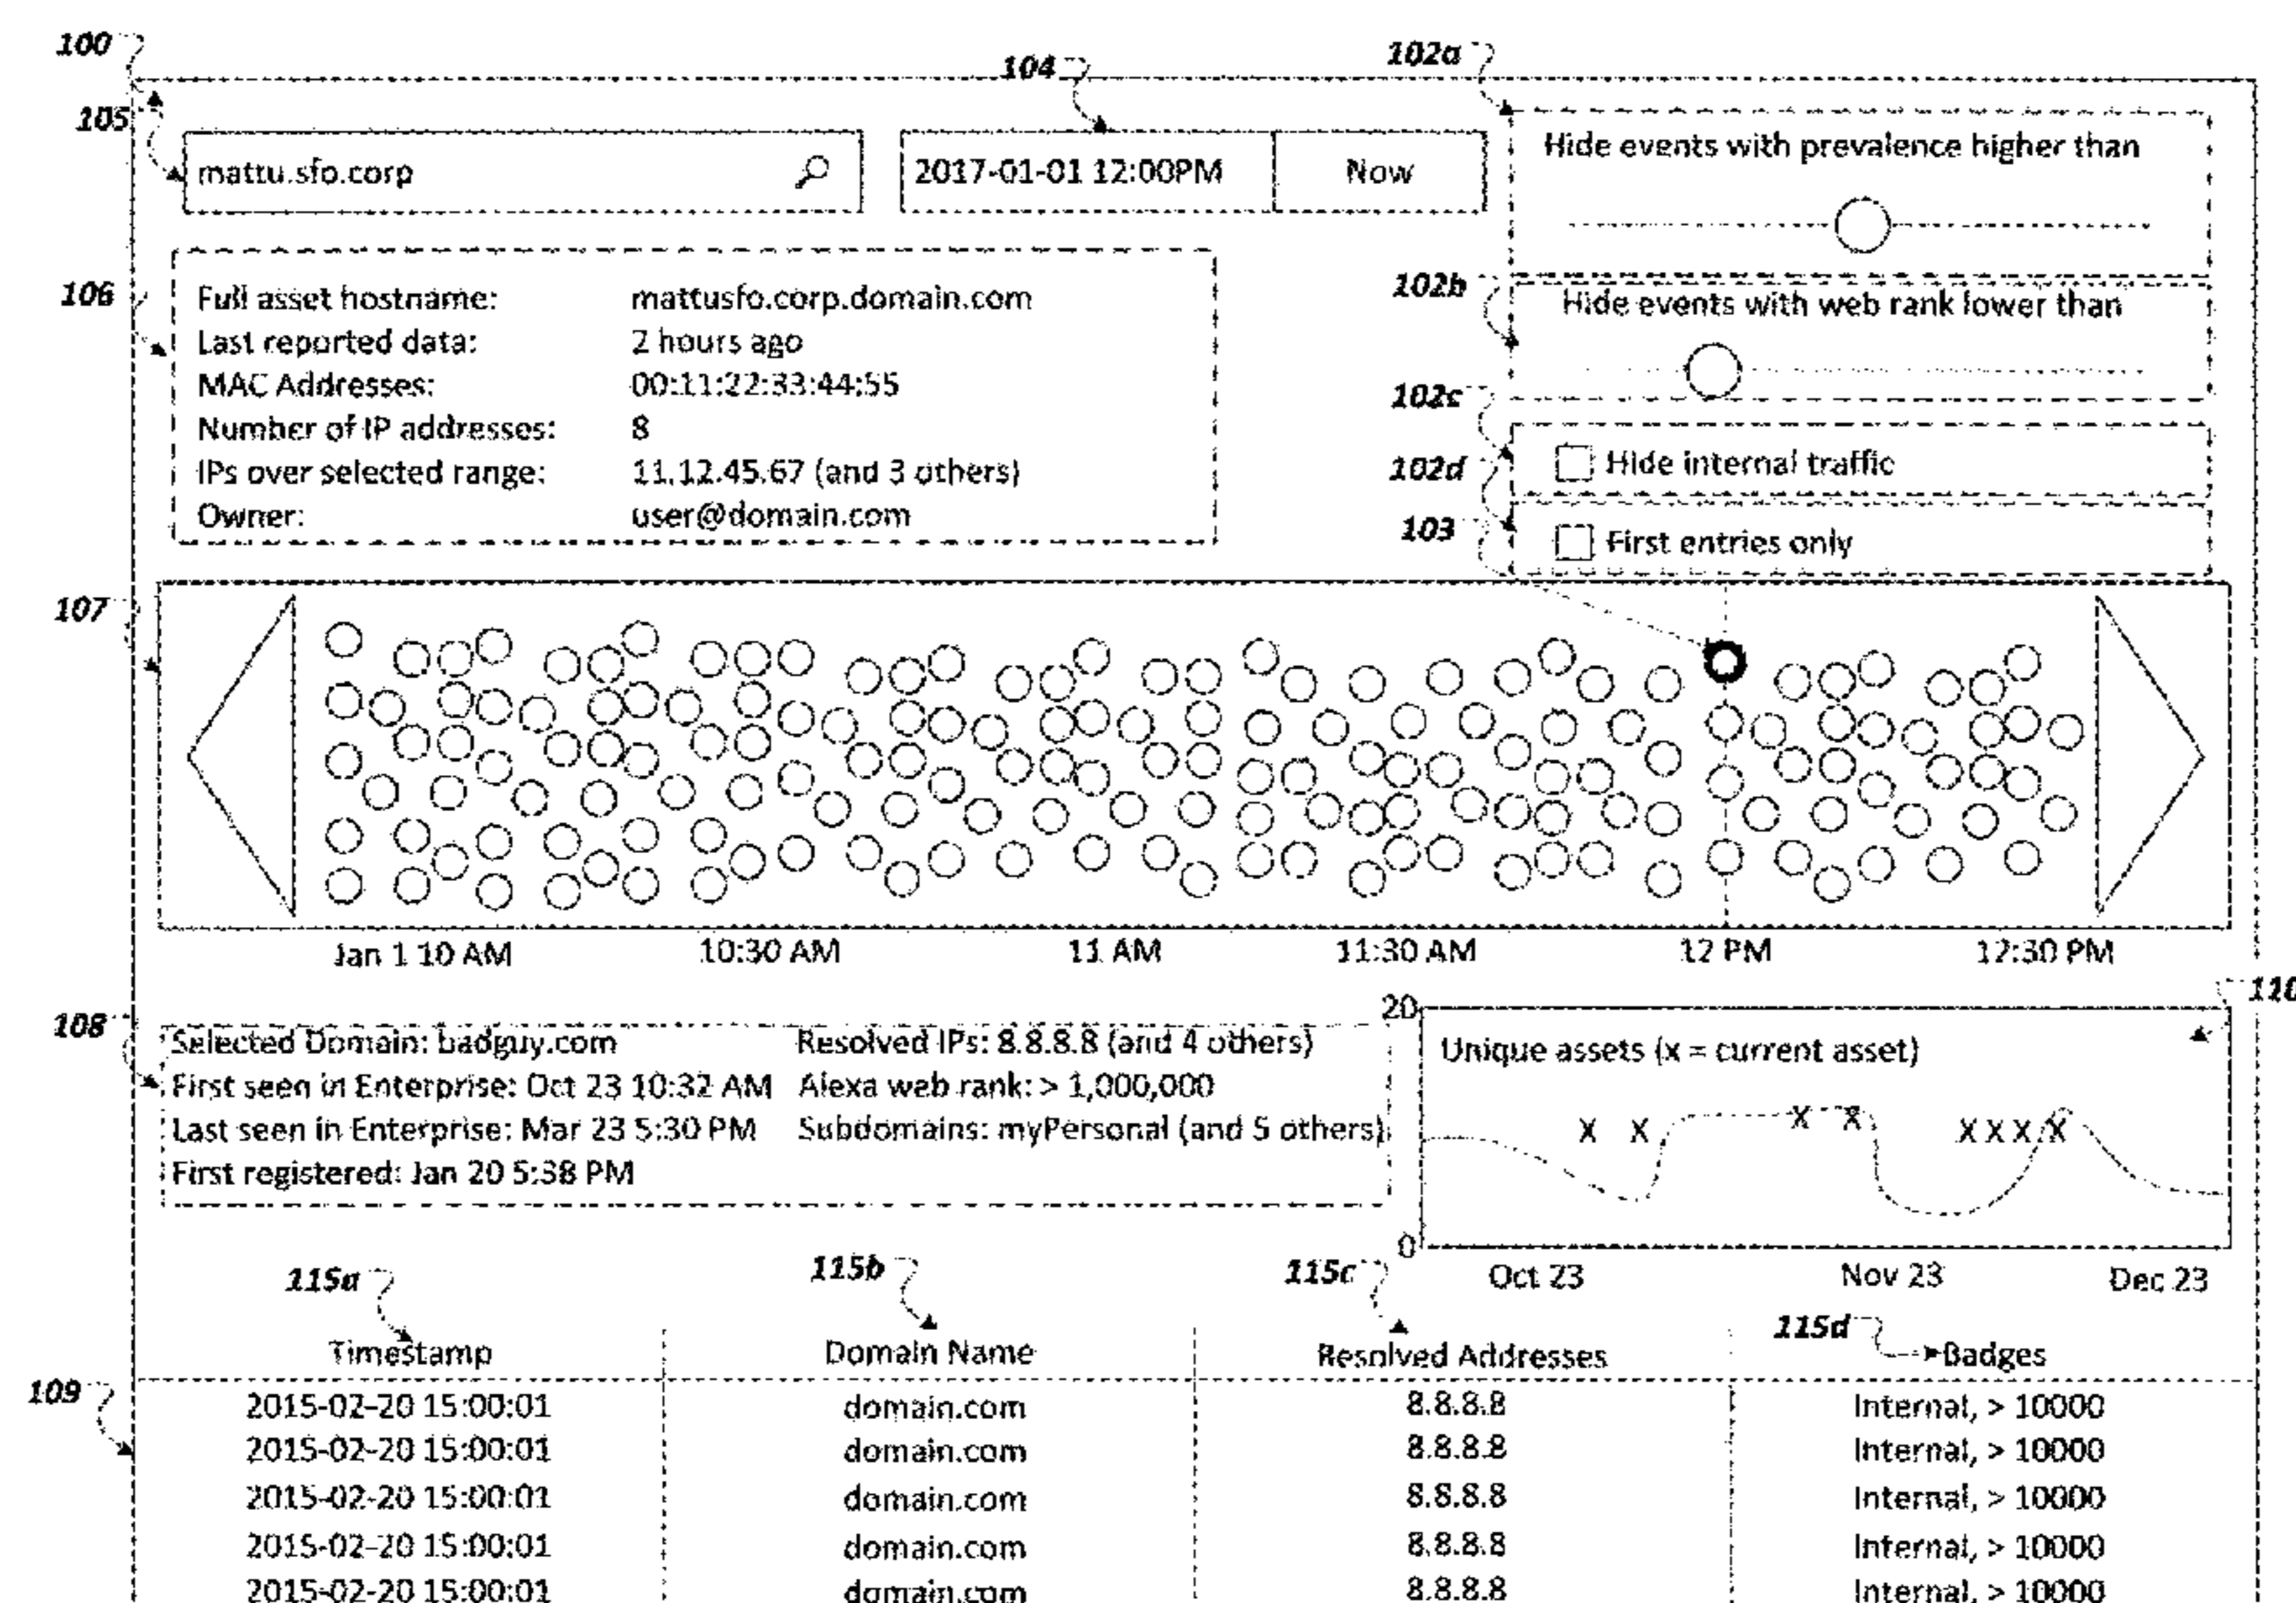 100
104
102a
105
mattu.sfo.corp
2017-01-01 12:00PM
Now
Hide events with prevalence higher than
106
102b
Full asset hostname: mattusfo.corp.domain.com
Hide events with web rank lower than
Last reported data: 2 hours ago
MAC Addresses: 00:11:22:33:44:55
102c
Number of IP addresses: 8
IPs over selected range: 11.12.45.67 (and 3 others)
102d
Hide internal traffic
Owner: user@domain.com
103
First entries only
107
Jan 1 10 AM 10:30 AM 11 AM 11:30 AM 12 PM 12:30 PM
110
20
108
Selected Domain: badguy.com Resolved IPs: 8.8.8.8 (and 4 others)
Unique assets (x = current asset)
First seen in Enterprise: Oct 23 10:32 AM Alexa web rank: > 1,000,000
Last seen in Enterprise: Mar 23 5:30 PM Subdomains: myPersonal (and 5 others)
X X X X X X X X
First registered: Jan 20 5:38 PM
0
Oct 23 Nov 23 Dec 23
115a
115b
115c
115d
Timestamp Domain Name Resolved Addresses Badges
109
2015-02-20 15:00:01 domain.com 8.8.8.8 Internal, > 10000
2015-02-20 15:00:01 domain.com 8.8.8.8 Internal, > 10000
2015-02-20 15:00:01 domain.com 8.8.8.8 Internal, > 10000
2015-02-20 15:00:01 domain.com 8.8.8.8 Internal, > 10000
2015-02-20 15:00:01 domain.com 8.8.8.8 Internal, > 10000